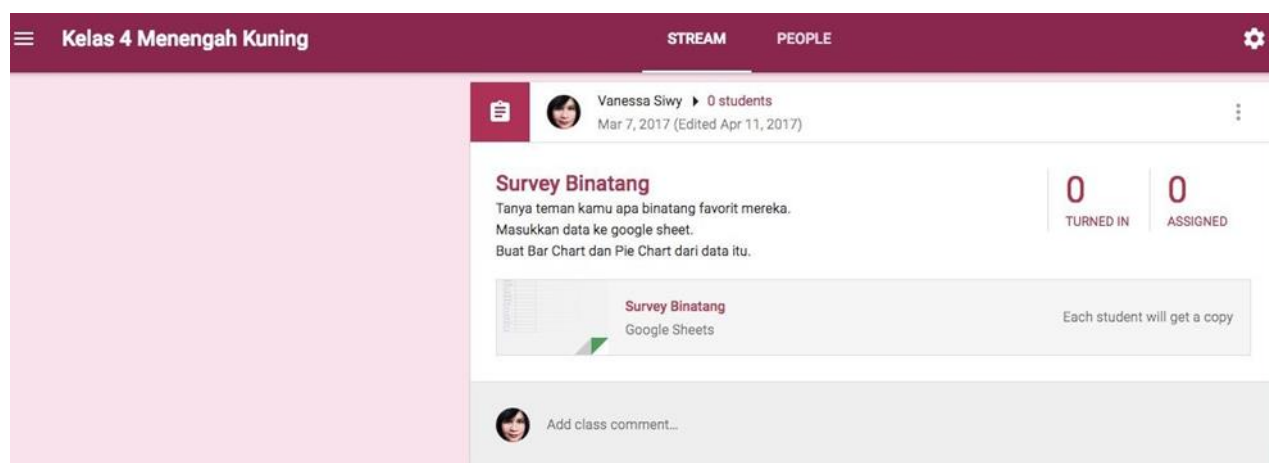 Kelas 4 Menengah Kuning
STREAM PEOPLE
Vanessa Siwy ▸ 0 students
Mar 7, 2017 (Edited Apr 11, 2017)
Survey Binatang
Tanya teman kamu apa binatang favorit mereka.
Masukkan data ke google sheet.
Buat Bar Chart dan Pie Chart dari data itu.
0 0
TURNED IN ASSIGNED
Survey Binatang
Google Sheets
Each student will get a copy
Add class comment...